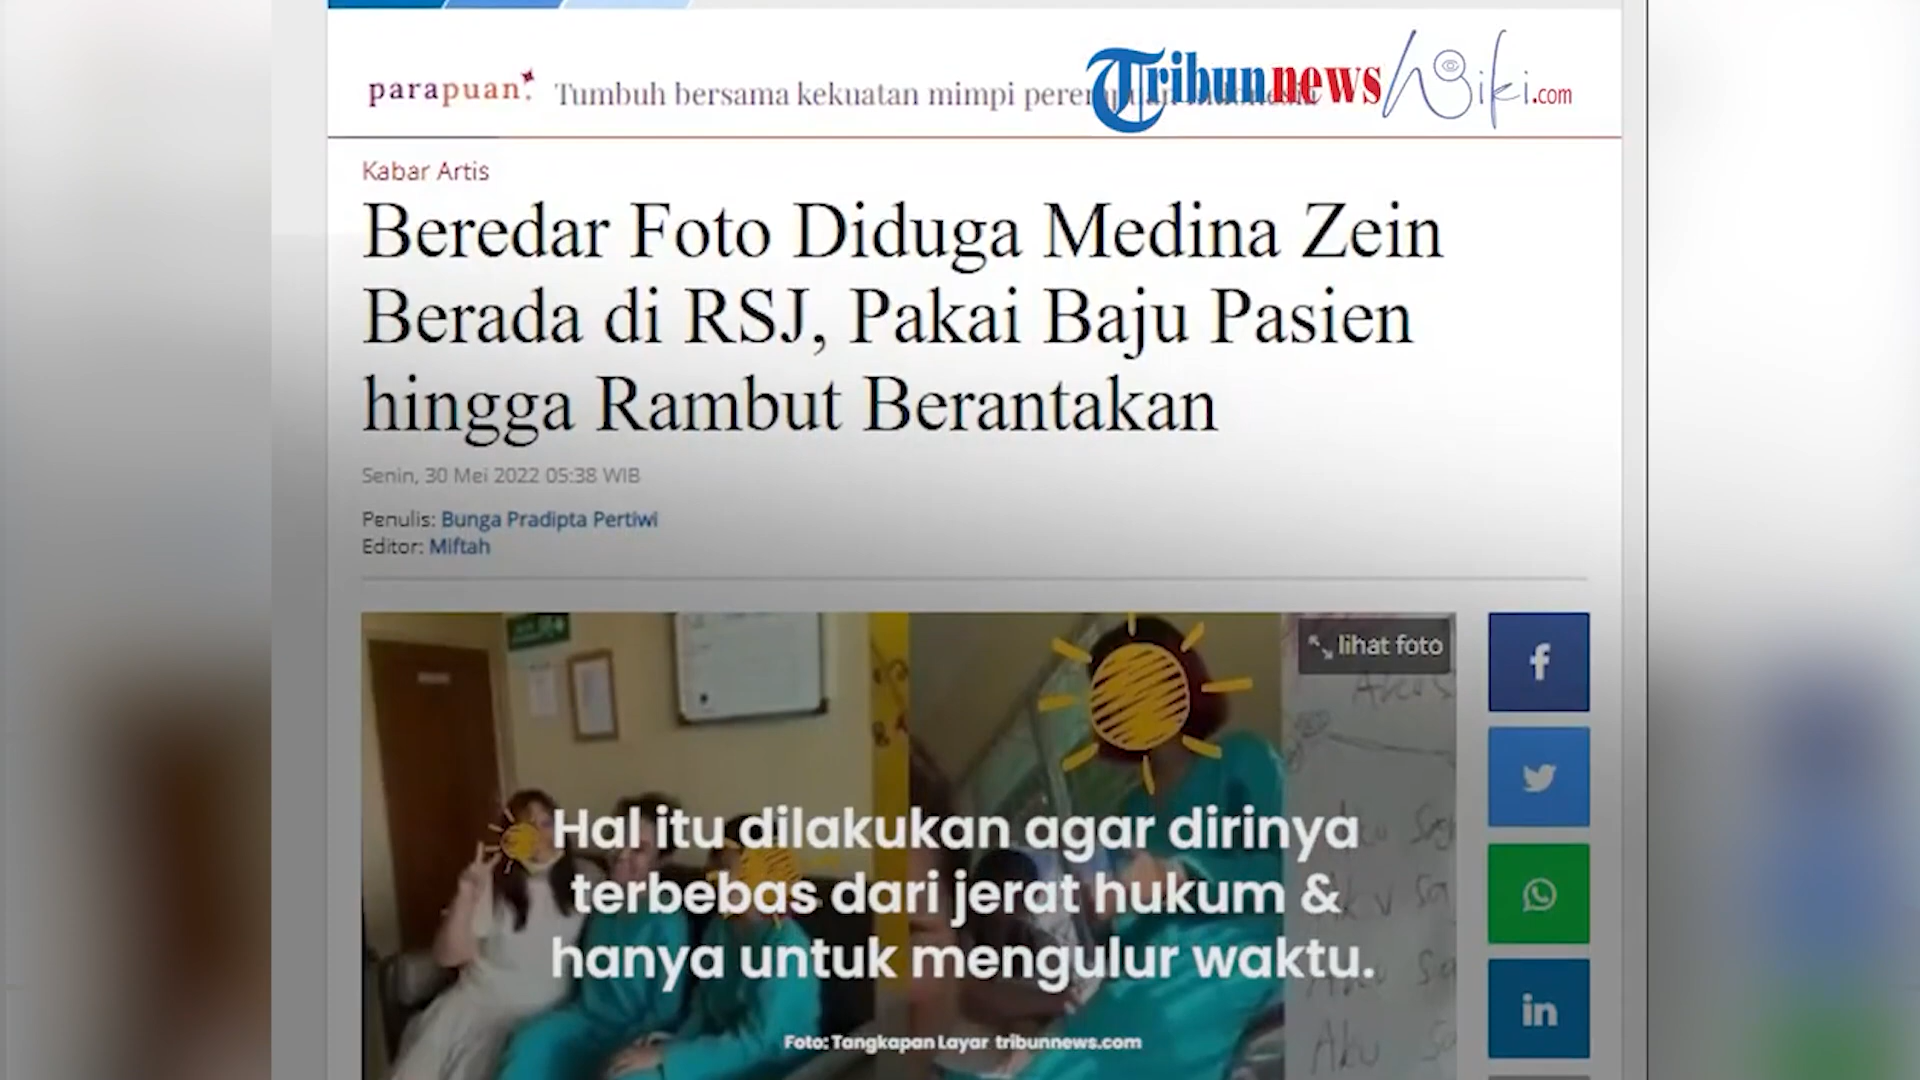 parapuan.
Tumbuh bersama kekuatan mimpi
Tribunnews Wiki.com
Kabar Artis
Beredar Foto Diduga Medina Zein
Berada di RSJ, Pakai Baju Pasien
hingga Rambut Berantakan
Senin, 30 Mei 2022 05:38 WIB
Penulis: Bunga Pradipta Pertiwi
Editor: Miftah
lihat foto
Hal itu dilakukan agar dirinya
terbebas dari jerat hukum &
hanya untuk mengulur waktu.
Foto: Tangkapan Layar tribunnews.com